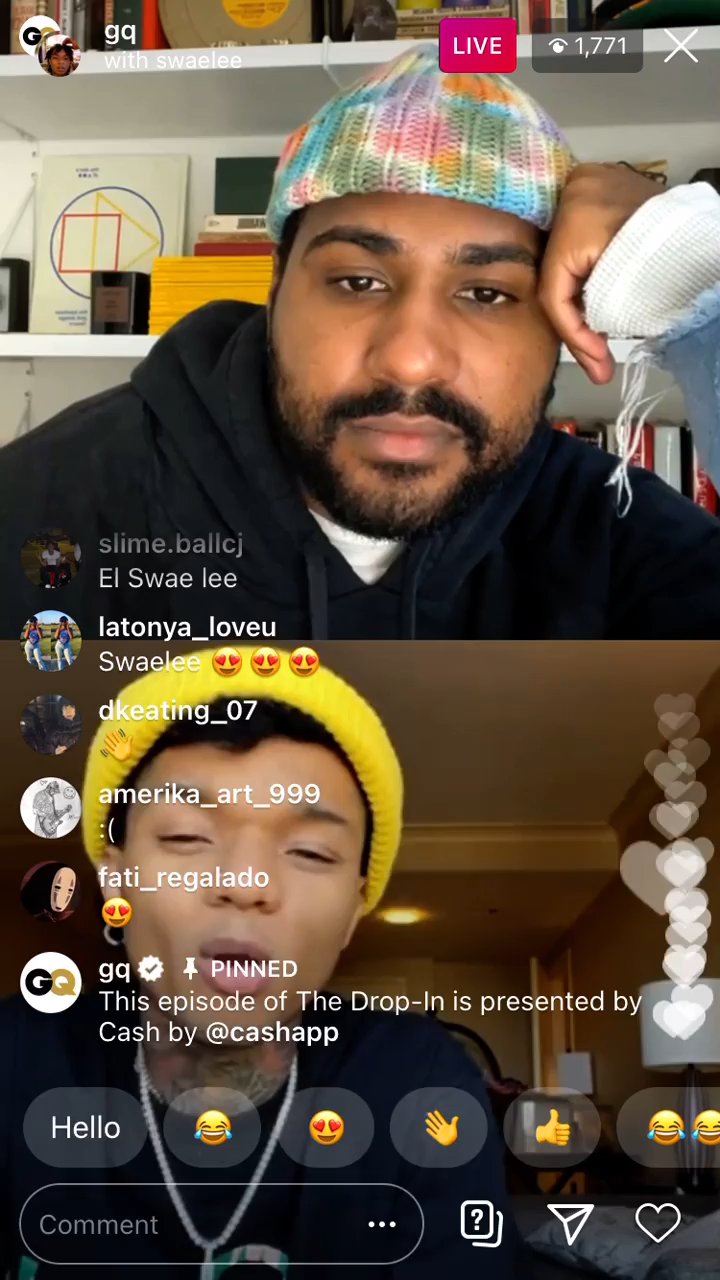 gq
with swaelee
LIVE
1,771
slime.ballcj
El Swae lee
latonya_loveu
Swaelee 😍 😍 😍
dkeating_07
👋
amerika_art_999
:(
fati_regalado
😍
GQ
gq PINNED
This episode of The Drop-In is presented by
Cash by @cashapp
Hello 😂 😍 👋 👍 😂😂
Comment